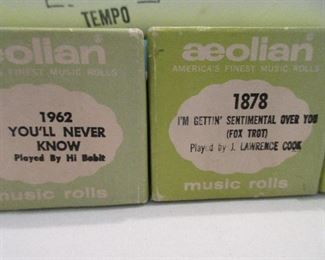 TEMPO
aeolian
FINEST MUSIC ROLLS
1962
YOU'LL NEVER
KNOW
Played By Hi Babit
music rolls
aeolian
AMERICA'S FINEST MUSIC ROLLS
1878
I'M GETTIN' SENTIMENTAL OVER YOU
(FOX TROT)
Played by J. LAWRENCE COOK
music rolls